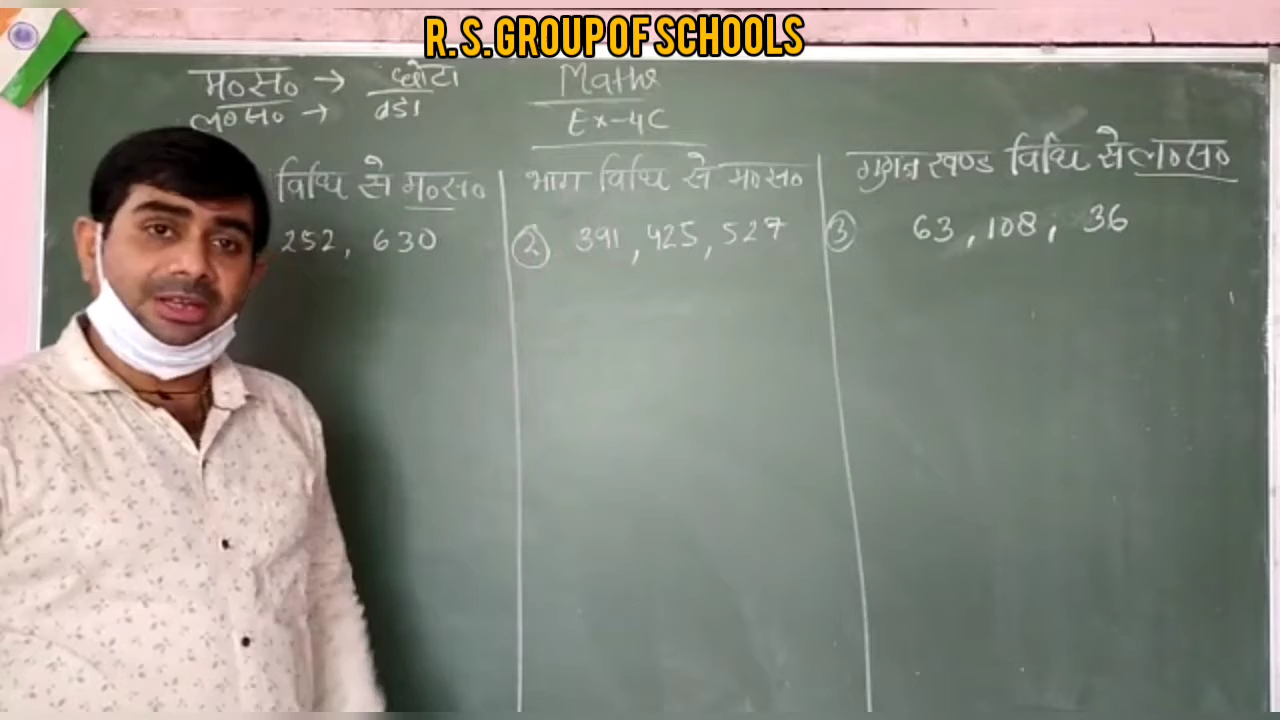 R. S. GROUP OF SCHOOLS
म०स० → छोटा
ल०स० → बड़ा
Maths
Ex-4C
विधि से म०स०
252, 630
भाग विधि से म०स०
② 391, 425, 527
गुणन खण्ड विधि से ल०स०
③ 63, 108, 36